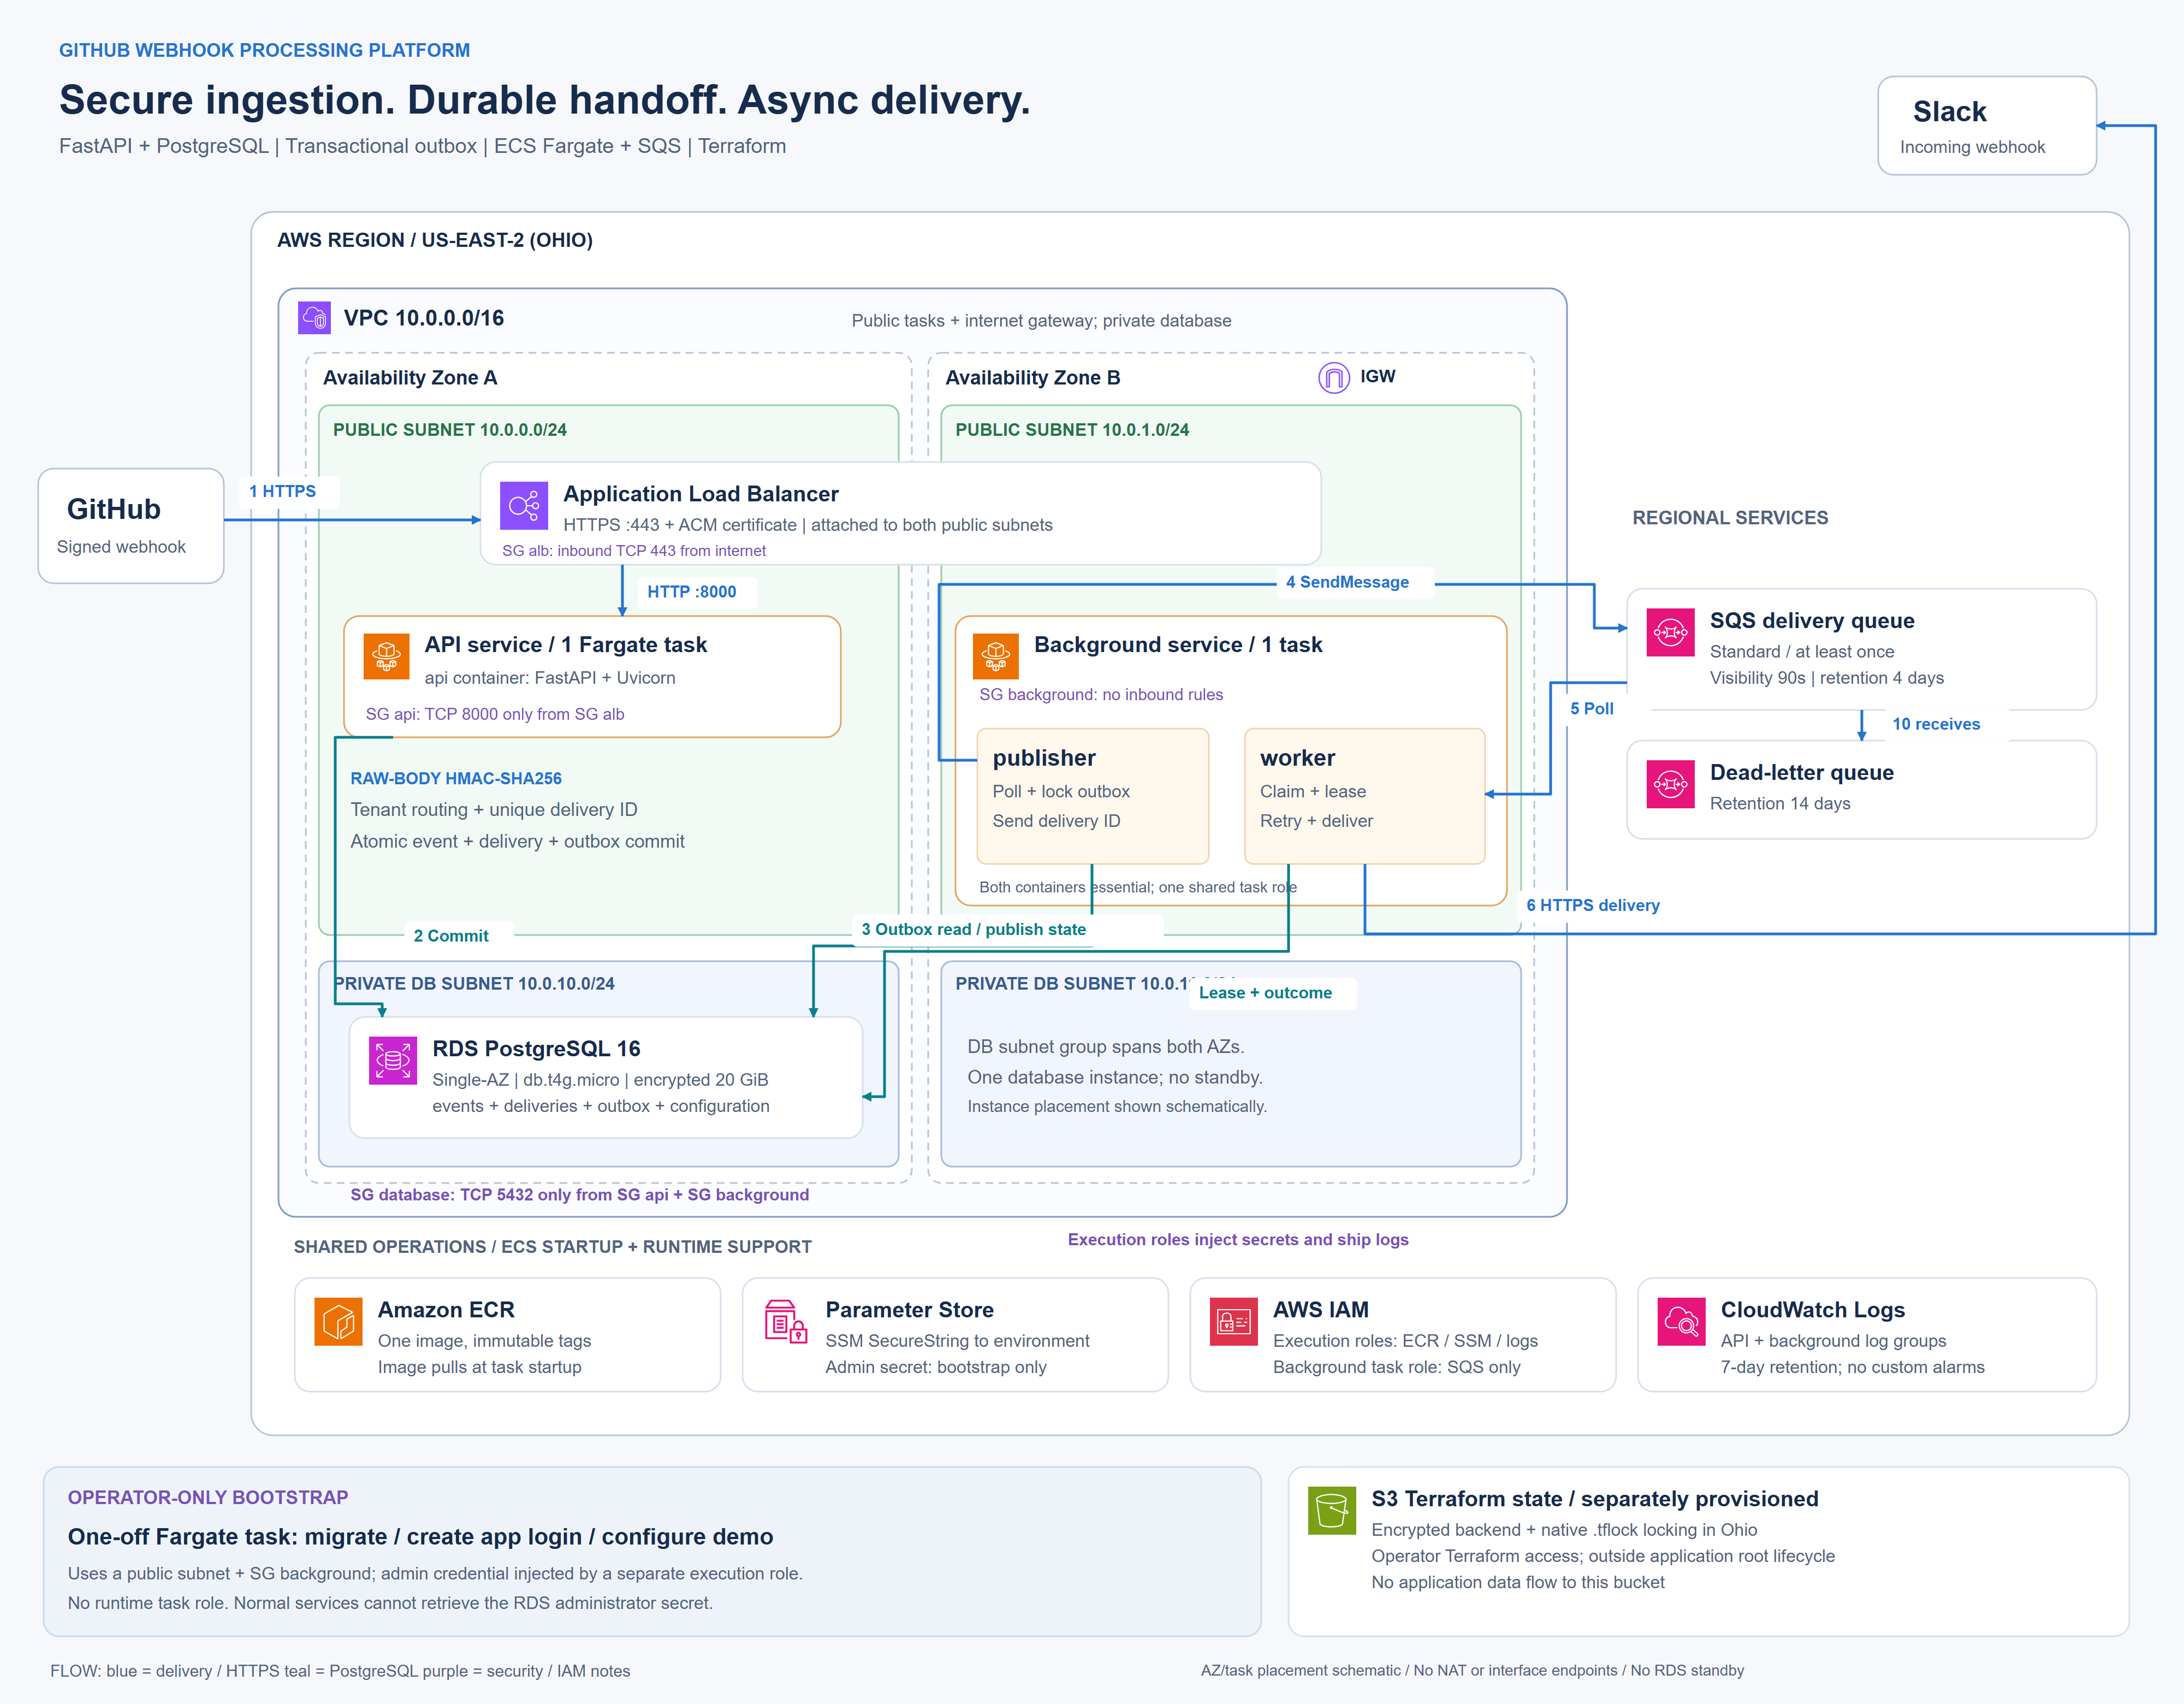 GITHUB WEBHOOK PROCESSING PLATFORM
Secure ingestion. Durable handoff. Async delivery.
FastAPI + PostgreSQL | Transactional outbox | ECS Fargate + SQS | Terraform
Slack
Incoming webhook
AWS REGION / US-EAST-2 (OHIO)
VPC 10.0.0.0/16
Public tasks + internet gateway; private database
Availability Zone A
Availability Zone B
IGW
PUBLIC SUBNET 10.0.0.0/24
PUBLIC SUBNET 10.0.1.0/24
GitHub
Signed webhook
1 HTTPS
Application Load Balancer
HTTPS :443 + ACM certificate | attached to both public subnets
SG alb: inbound TCP 443 from internet
REGIONAL SERVICES
HTTP :8000
4 SendMessage
API service / 1 Fargate task
api container: FastAPI + Uvicorn
SG api: TCP 8000 only from SG alb
Background service / 1 task
SG background: no inbound rules
SQS delivery queue
Standard / at least once
Visibility 90s | retention 4 days
5 Poll
10 receives
Dead-letter queue
Retention 14 days
RAW-BODY HMAC-SHA256
Tenant routing + unique delivery ID
Atomic event + delivery + outbox commit
publisher
Poll + lock outbox
Send delivery ID
worker
Claim + lease
Retry + deliver
Both containers essential; one shared task role
6 HTTPS delivery
2 Commit
3 Outbox read / publish state
PRIVATE DB SUBNET 10.0.10.0/24
PRIVATE DB SUBNET
Lease + outcome
RDS PostgreSQL 16
Single-AZ | db.t4g.micro | encrypted 20 GiB
events + deliveries + outbox + configuration
DB subnet group spans both AZs.
One database instance; no standby.
Instance placement shown schematically.
SG database: TCP 5432 only from SG api + SG background
SHARED OPERATIONS / ECS STARTUP + RUNTIME SUPPORT
Execution roles inject secrets and ship logs
Amazon ECR
One image, immutable tags
Image pulls at task startup
Parameter Store
SSM SecureString to environment
Admin secret: bootstrap only
AWS IAM
Execution roles: ECR / SSM / logs
Background task role: SQS only
CloudWatch Logs
API + background log groups
7-day retention; no custom alarms
OPERATOR-ONLY BOOTSTRAP
One-off Fargate task: migrate / create app login / configure demo
Uses a public subnet + SG background; admin credential injected by a separate execution role.
No runtime task role. Normal services cannot retrieve the RDS administrator secret.
S3 Terraform state / separately provisioned
Encrypted backend + native .tflock locking in Ohio
Operator Terraform access; outside application root lifecycle
No application data flow to this bucket
FLOW: blue = delivery / HTTPS teal = PostgreSQL purple = security / IAM notes
AZ/task placement schematic / No NAT or interface endpoints / No RDS standby